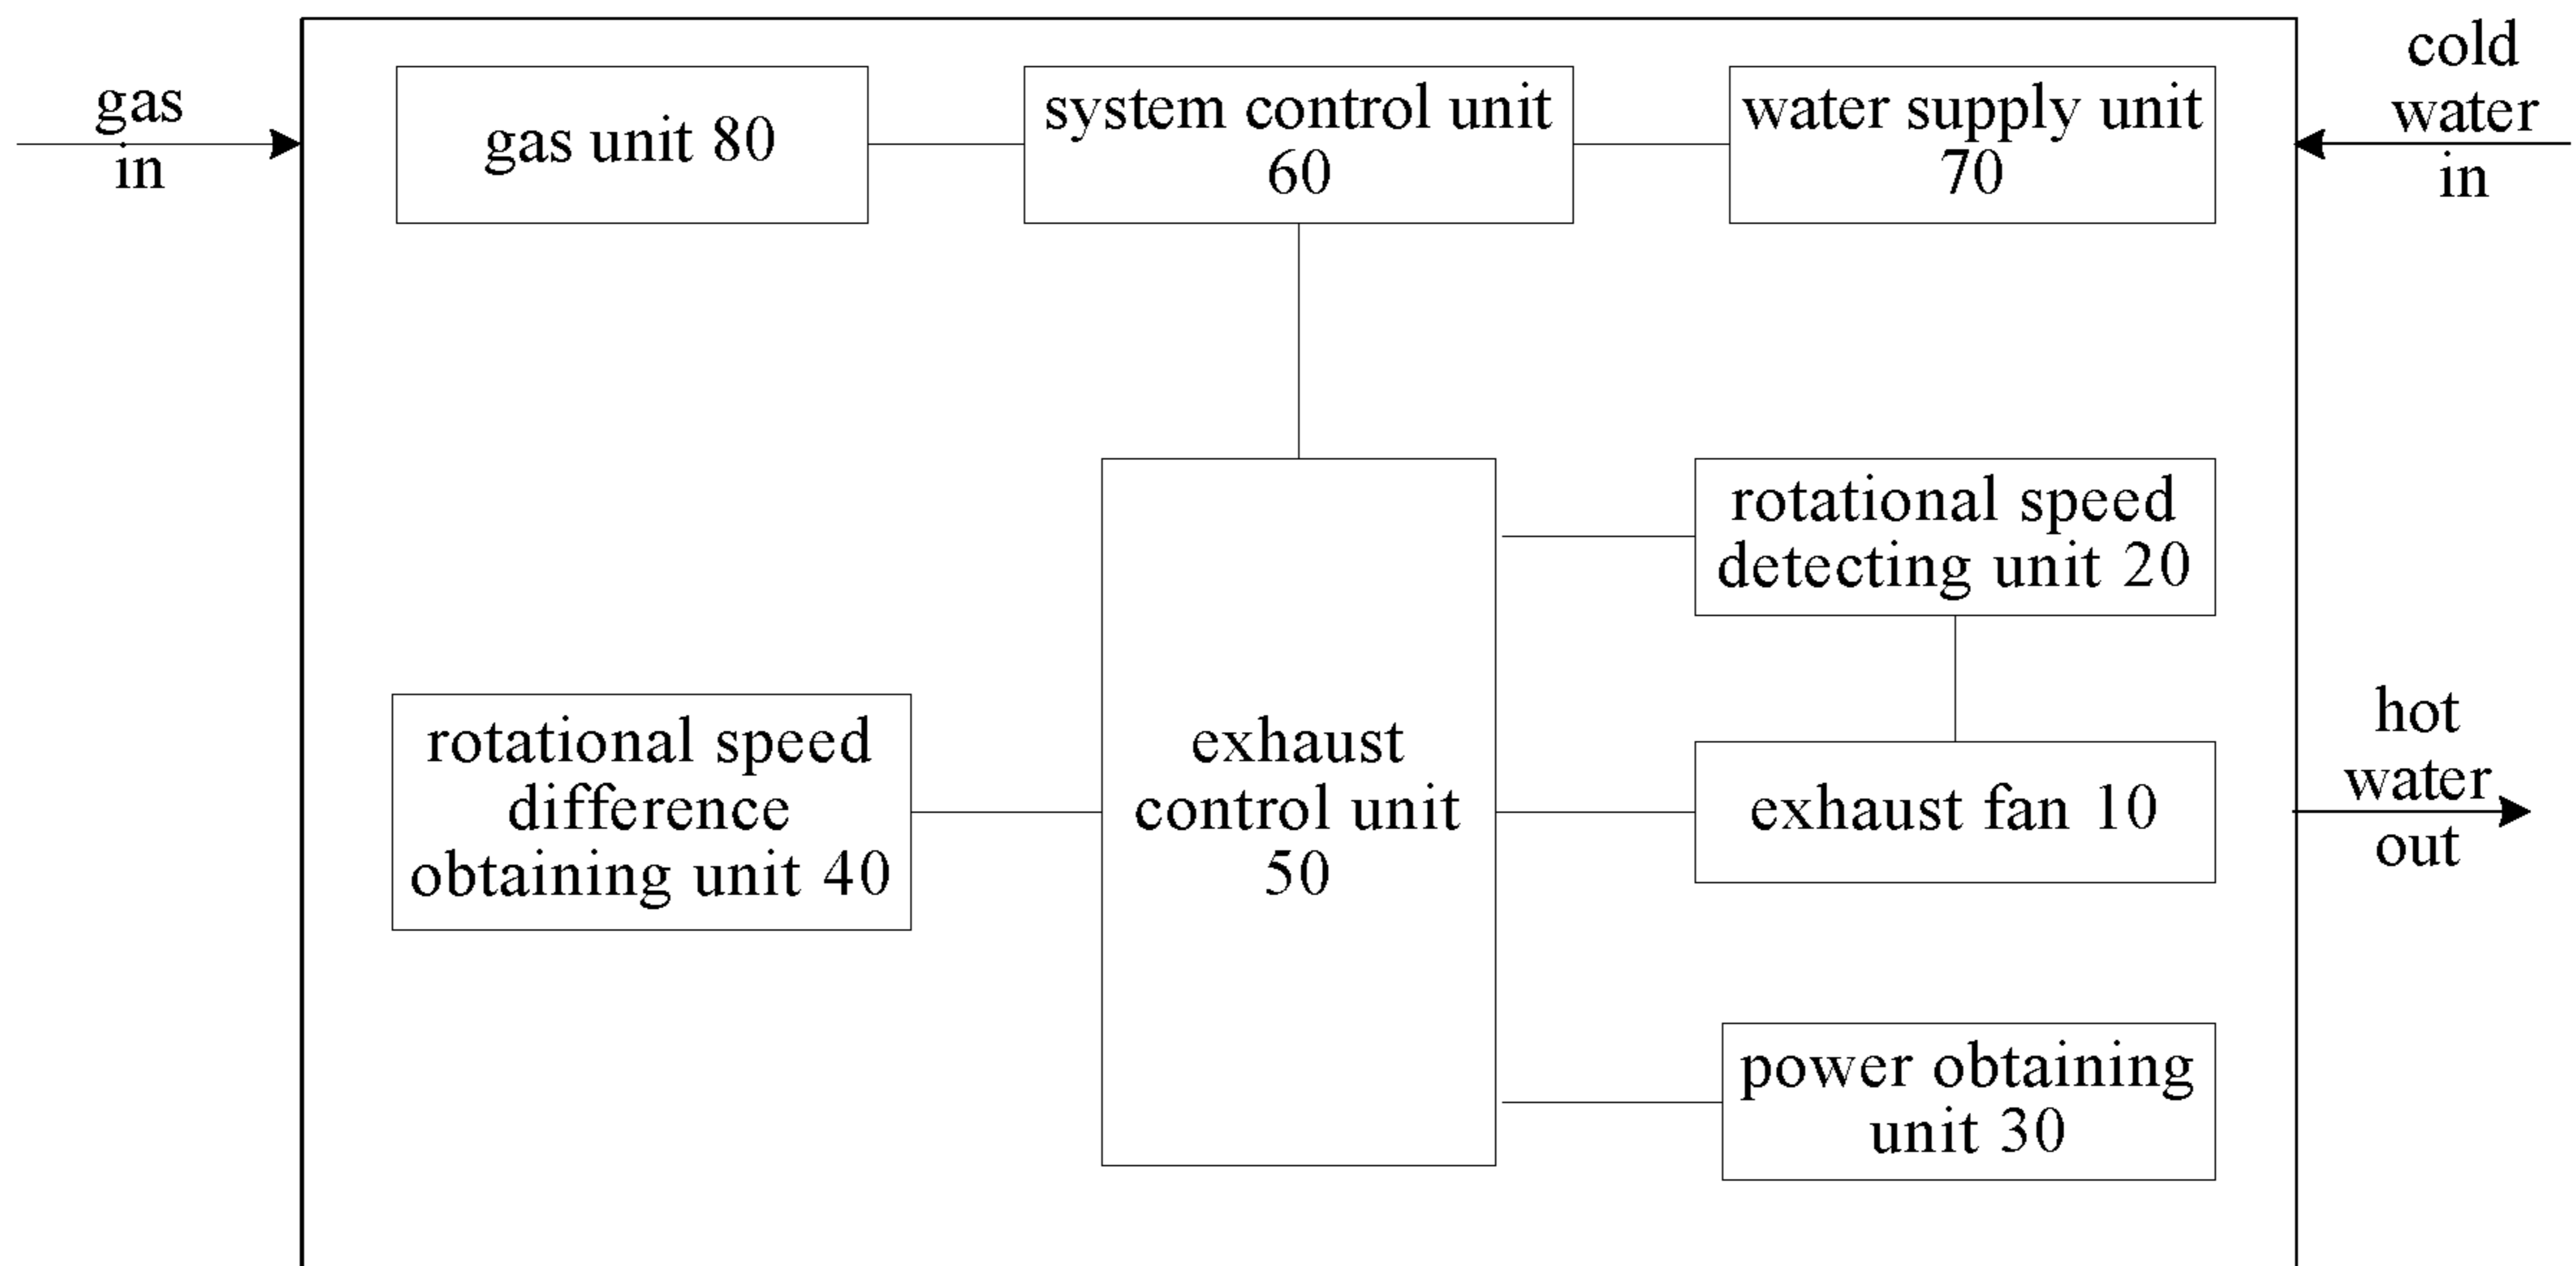 gas
in
gas unit 80
system control unit
60
water supply unit
70
cold
water
in
rotational speed
detecting unit 20
rotational speed
difference
obtaining unit 40
exhaust
control unit
50
exhaust fan 10
hot
water
out
power obtaining
unit 30